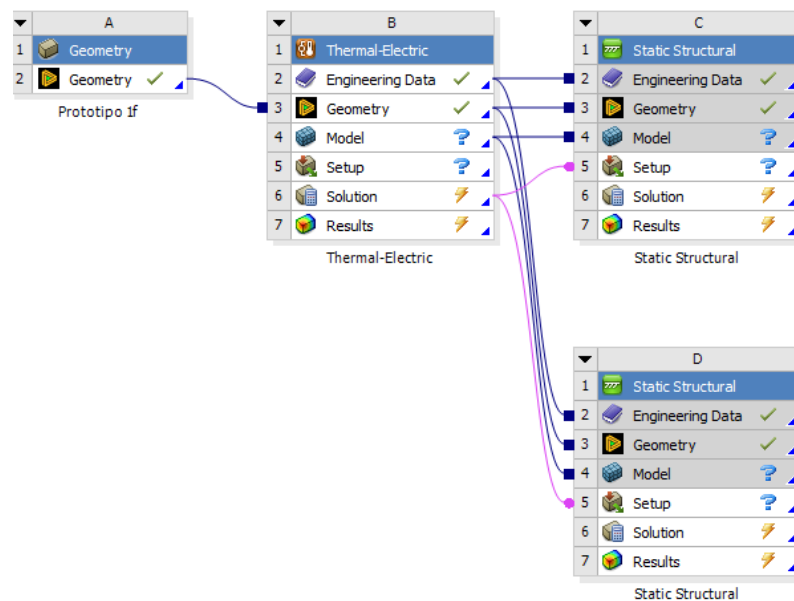 A
1 Geometry
2 Geometry
Prototipo 1f
B
1 Thermal-Electric
2 Engineering Data
3 Geometry
4 Model ?
5 Setup ?
6 Solution
7 Results
Thermal-Electric
C
1 Static Structural
2 Engineering Data
3 Geometry
4 Model ?
5 Setup ?
6 Solution
7 Results
Static Structural
D
1 Static Structural
2 Engineering Data
3 Geometry
4 Model ?
5 Setup ?
6 Solution
7 Results
Static Structural